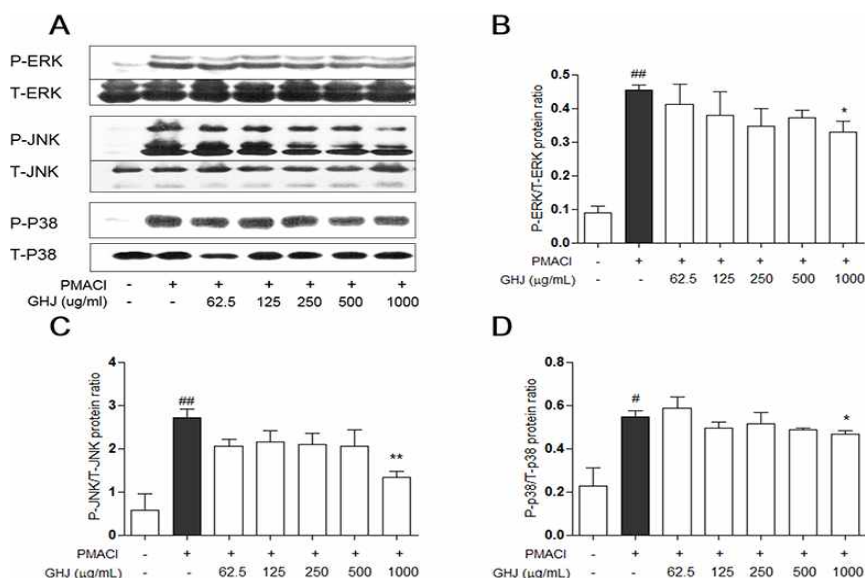 A
P-ERK
T-ERK
P-JNK
T-JNK
P-P38
T-P38
PMACI - + + + + + +
GHJ (ug/ml) - - 62.5 125 250 500 1000
B
P-ERK/T-ERK protein ratio
0.5
0.4
0.3
0.2
0.1
0.0
##
*
PMACI - + + + + + +
GHJ (μg/mL) - - 62.5 125 250 500 1000
C
P-JNK/T-JNK protein ratio
4
3
2
1
0
##
**
PMACI - + + + + + +
GHJ (μg/mL) - - 62.5 125 250 500 1000
D
P-p38/T-p38 protein ratio
0.8
0.6
0.4
0.2
0.0
#
*
PMACI - + + + + + +
GHJ (μg/mL) - - 62.5 125 250 500 1000